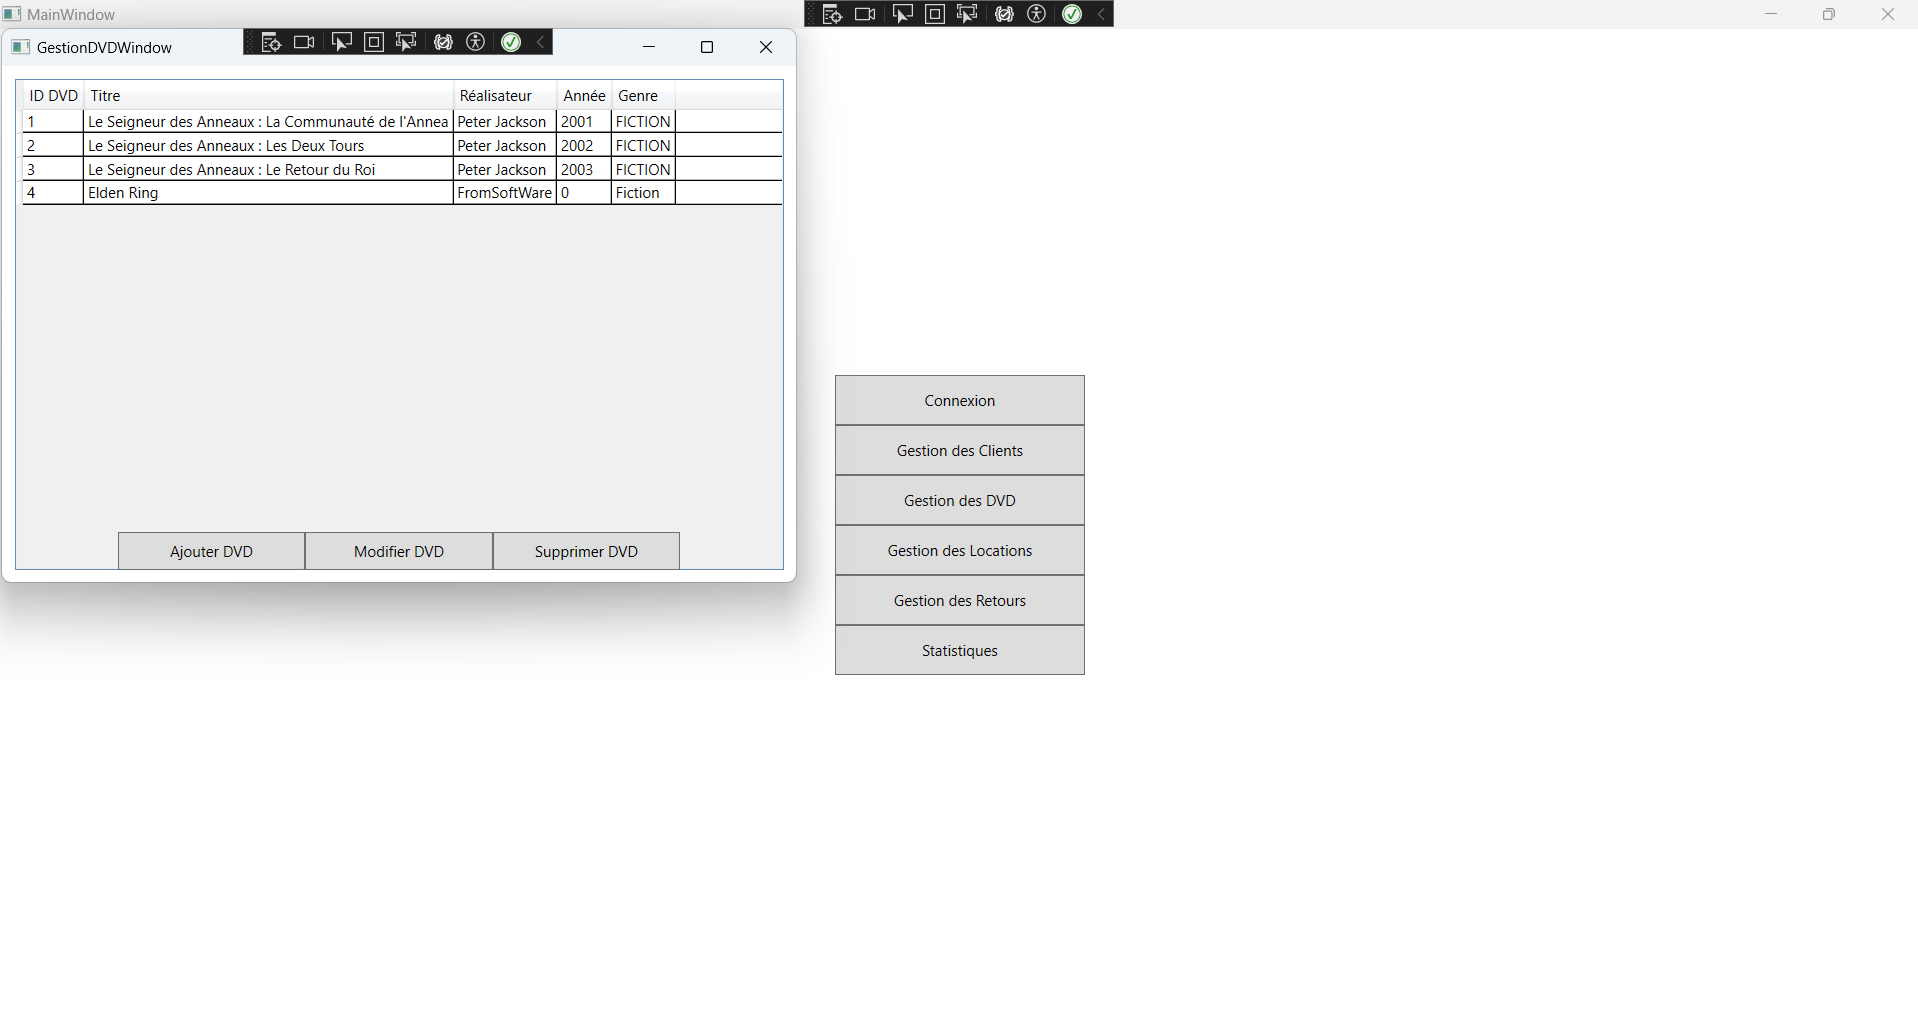 MainWindow
GestionDVDWindow
ID DVD Titre Réalisateur Année Genre
1 Le Seigneur des Anneaux : La Communauté de l'Annea Peter Jackson 2001 FICTION
2 Le Seigneur des Anneaux : Les Deux Tours Peter Jackson 2002 FICTION
3 Le Seigneur des Anneaux : Le Retour du Roi Peter Jackson 2003 FICTION
4 Elden Ring FromSoftWare 0 Fiction
Ajouter DVD Modifier DVD Supprimer DVD
Connexion
Gestion des Clients
Gestion des DVD
Gestion des Locations
Gestion des Retours
Statistiques